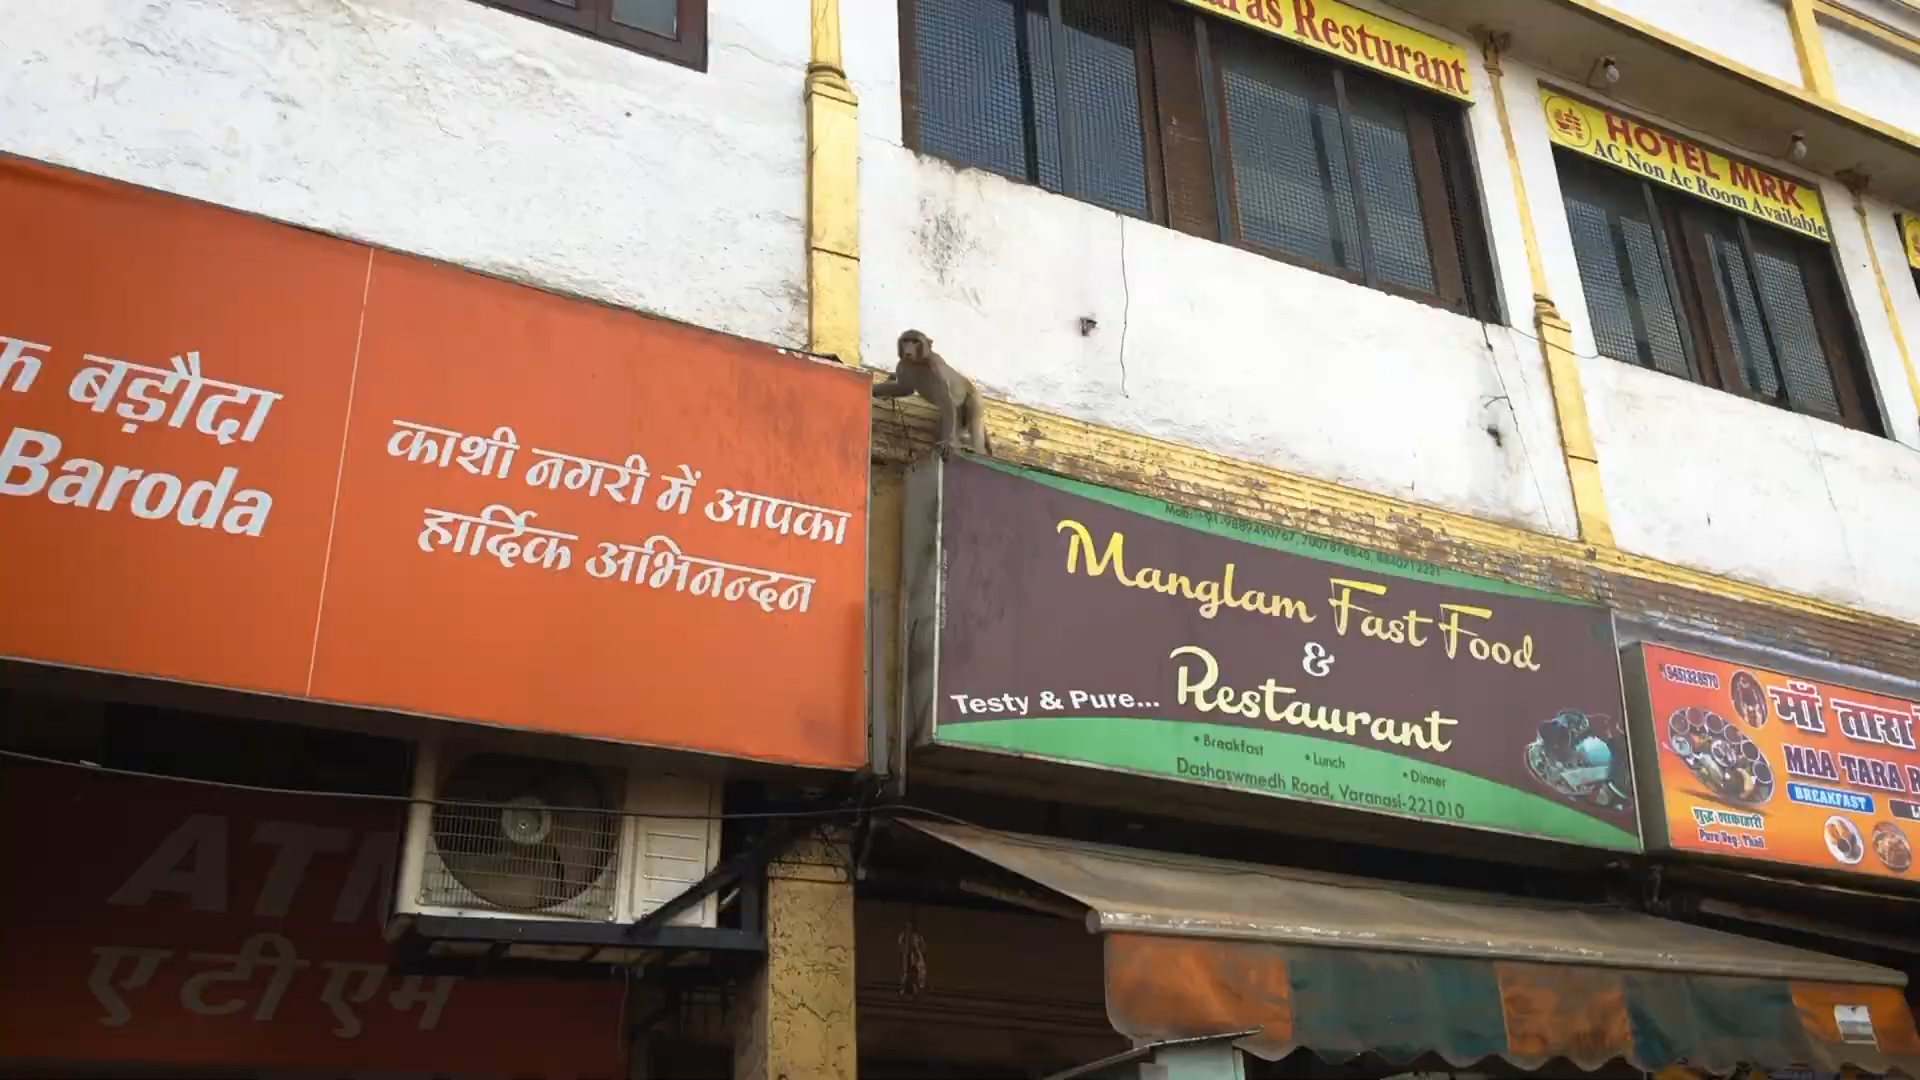 बड़ौदा
Baroda
काशी नगरी में आपका
हार्दिक अभिनन्दन
ATM
ए टी एम
Resturant
HOTEL MRK
AC Non Ac Room Available
Manglam Fast Food
&
Restaurant
Testy & Pure...
• Breakfast • Lunch • Dinner
Dashaswmedh Road, Varanasi-221010
माँ तारा
MAA TARA
BREAKFAST
शुद्ध शाकाहारी
Pure Veg. Thali